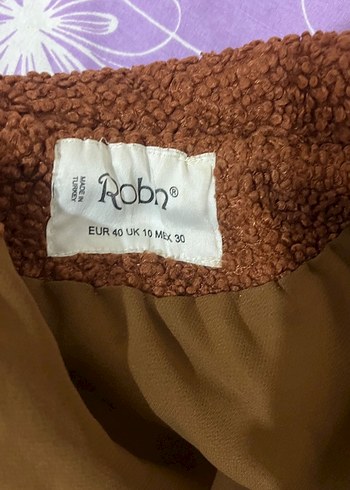 MADE IN
TURKEY
Robn®
EUR 40 UK 10 MEX 30